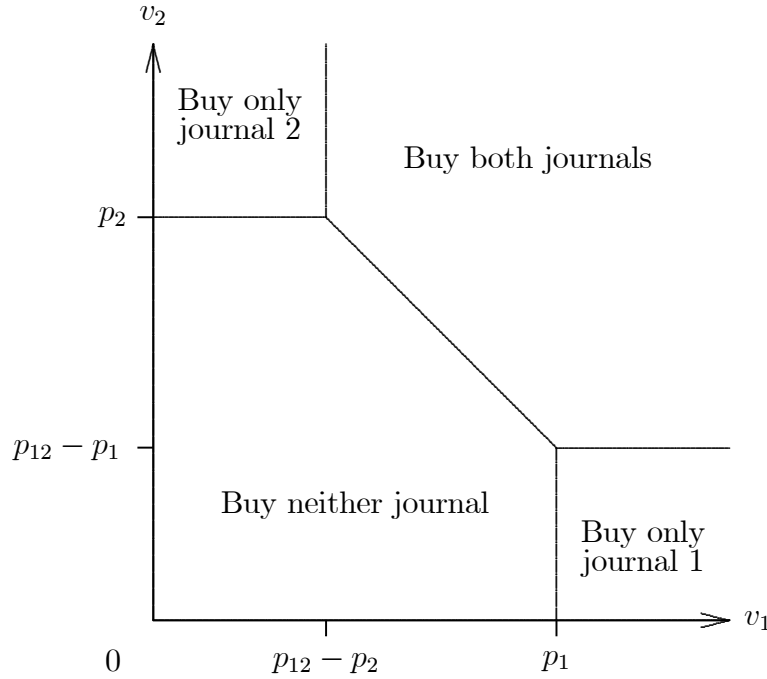 v₂
Buy only
journal 2
Buy both journals
p₂
p₁₂ − p₁
Buy neither journal
Buy only
journal 1
v₁
0
p₁₂ − p₂
p₁